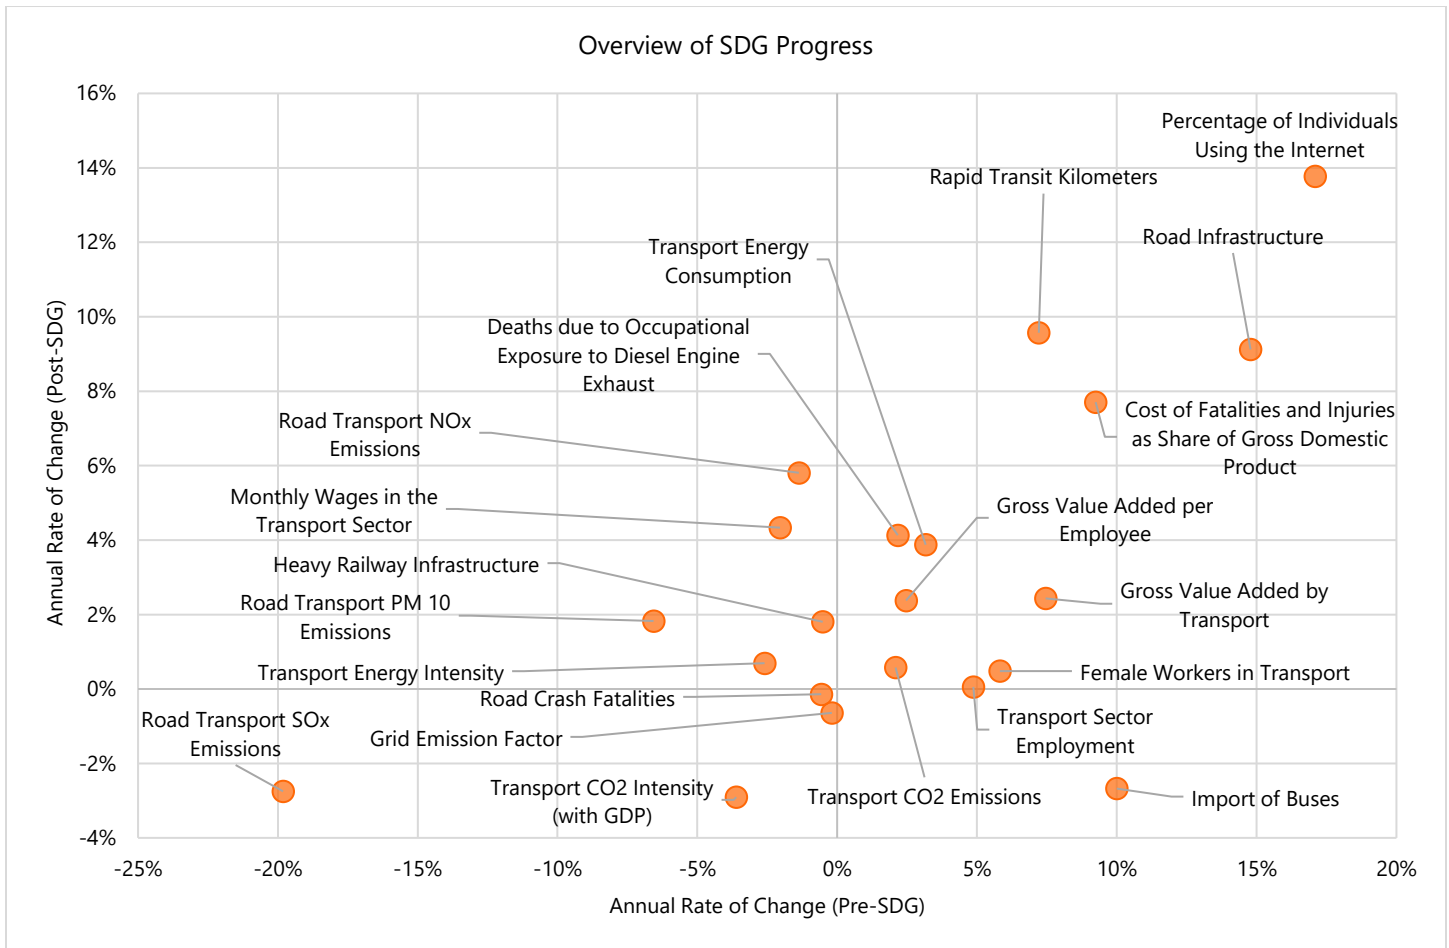 Overview of SDG Progress
16%
14%
12%
10%
8%
6%
4%
2%
0%
-2%
-4%
Annual Rate of Change (Post-SDG)
Percentage of Individuals
Using the Internet
Rapid Transit Kilometers
Road Infrastructure
Transport Energy
Consumption
Deaths due to Occupational
Exposure to Diesel Engine
Exhaust
Cost of Fatalities and Injuries
as Share of Gross Domestic
Product
Road Transport NOx
Emissions
Monthly Wages in the
Transport Sector
Gross Value Added per
Employee
Heavy Railway Infrastructure
Road Transport PM 10
Emissions
Gross Value Added by
Transport
Transport Energy Intensity
Female Workers in Transport
Road Crash Fatalities
Road Transport SOx
Emissions
Grid Emission Factor
Transport Sector
Employment
Transport CO2 Intensity
(with GDP)
Transport CO2 Emissions
Import of Buses
-25%
-20%
-15%
-10%
-5%
0%
5%
10%
15%
20%
Annual Rate of Change (Pre-SDG)